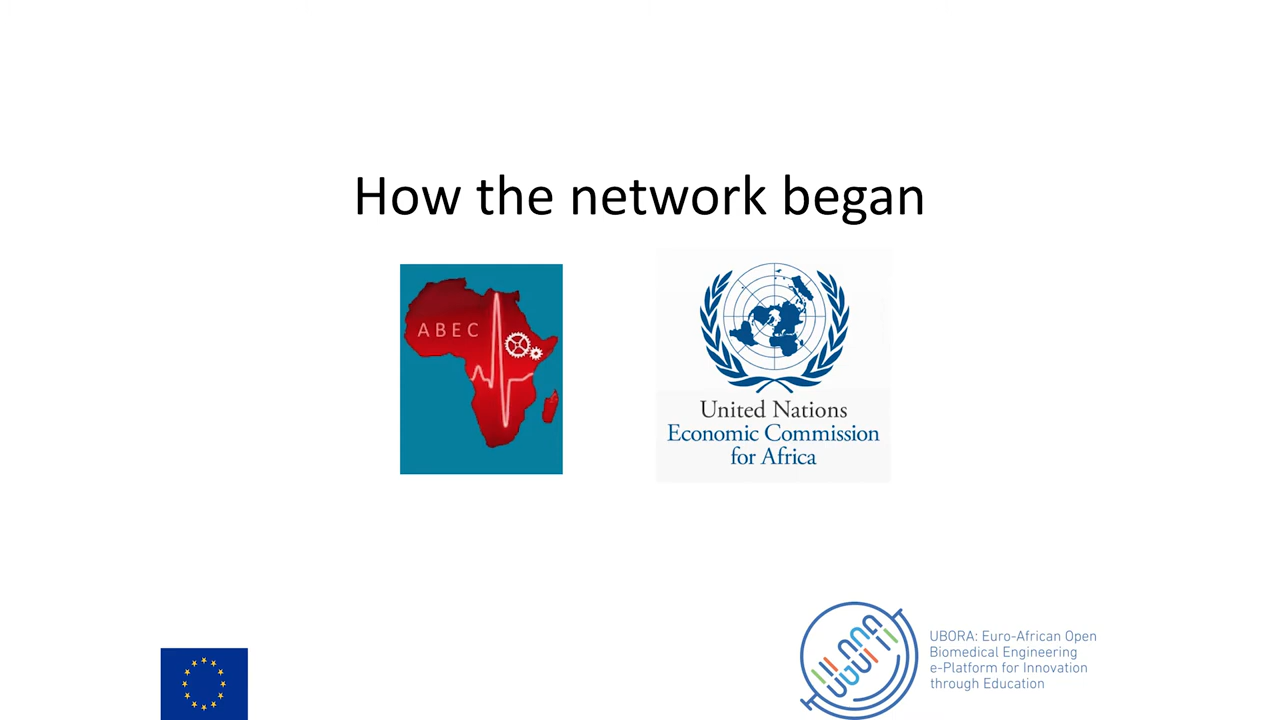 How the network began
ABEC
United Nations
Economic Commission
for Africa
UBORA: Euro-African Open
Biomedical Engineering
e-Platform for Innovation
through Education